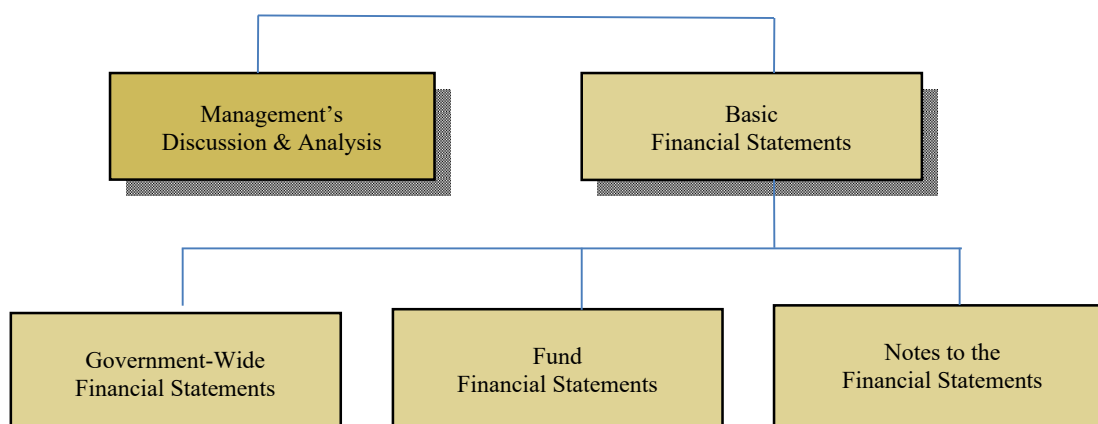 Management’s
Discussion & Analysis
Basic
Financial Statements
Government-Wide
Financial Statements
Fund
Financial Statements
Notes to the
Financial Statements